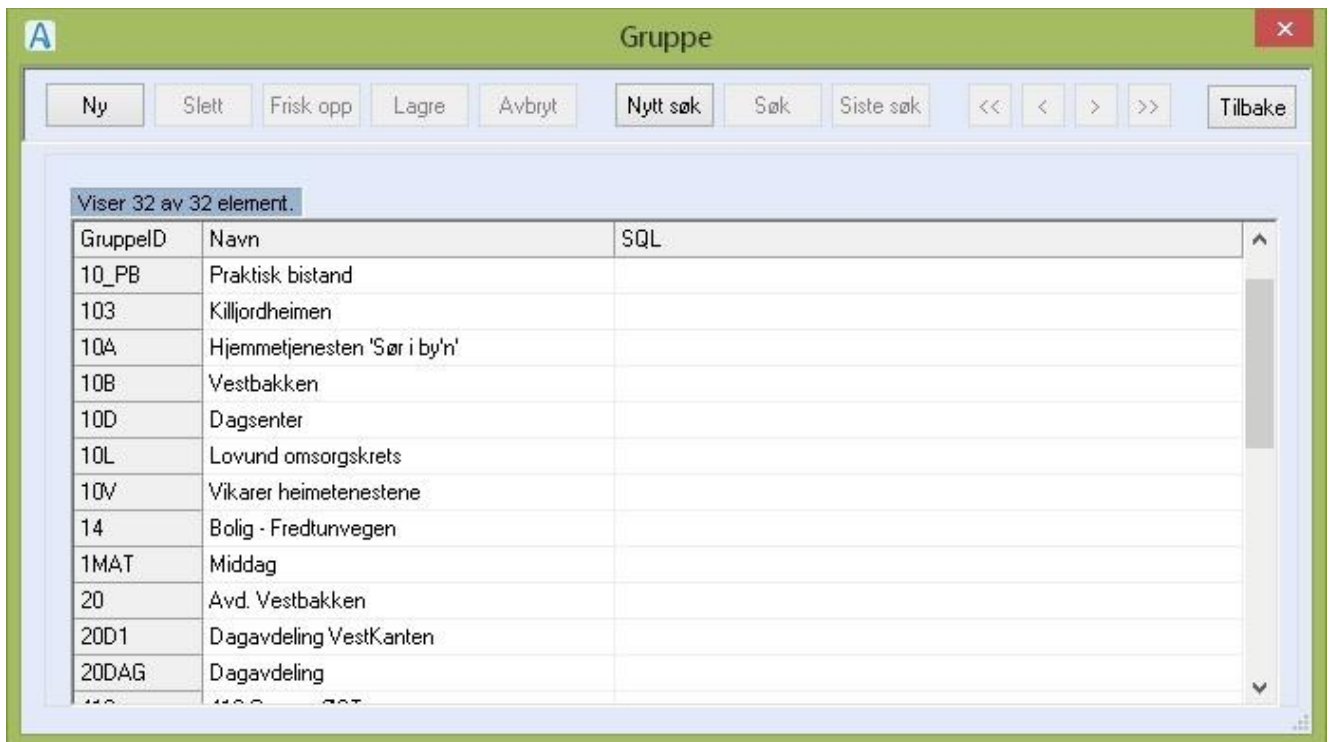 Gruppe
Ny Slett Frisk opp Lagre Avbryt Nytt søk Søk Siste søk << < > >> Tilbake
Viser 32 av 32 element.
GruppeID Navn SQL
10_PB Praktisk bistand
103 Killjordheimen
10A Hjemmetjenesten 'Sør i by'n'
10B Vestbakken
10D Dagsenter
10L Lovund omsorgskrets
10V Vikarer heimetenestene
14 Bolig - Fredtunvegen
1MAT Middag
20 Avd. Vestbakken
20D1 Dagavdeling VestKanten
20DAG Dagavdeling